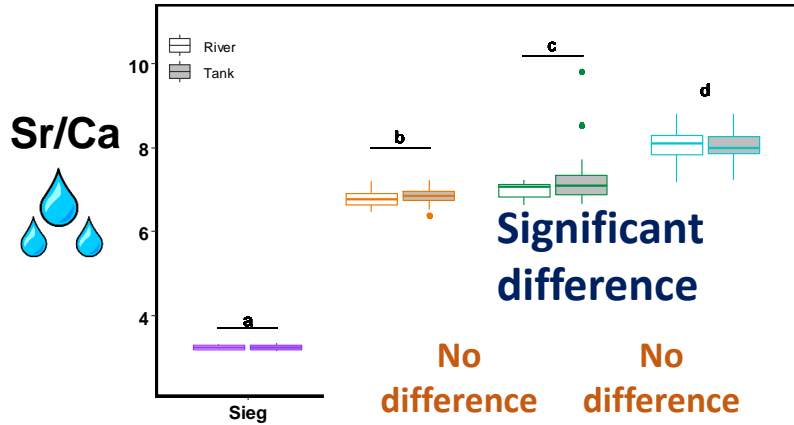 River
Tank
Sr/Ca
10
8
6
4
a
b
c
d
Significant
difference
No
difference
No
difference
Sieg